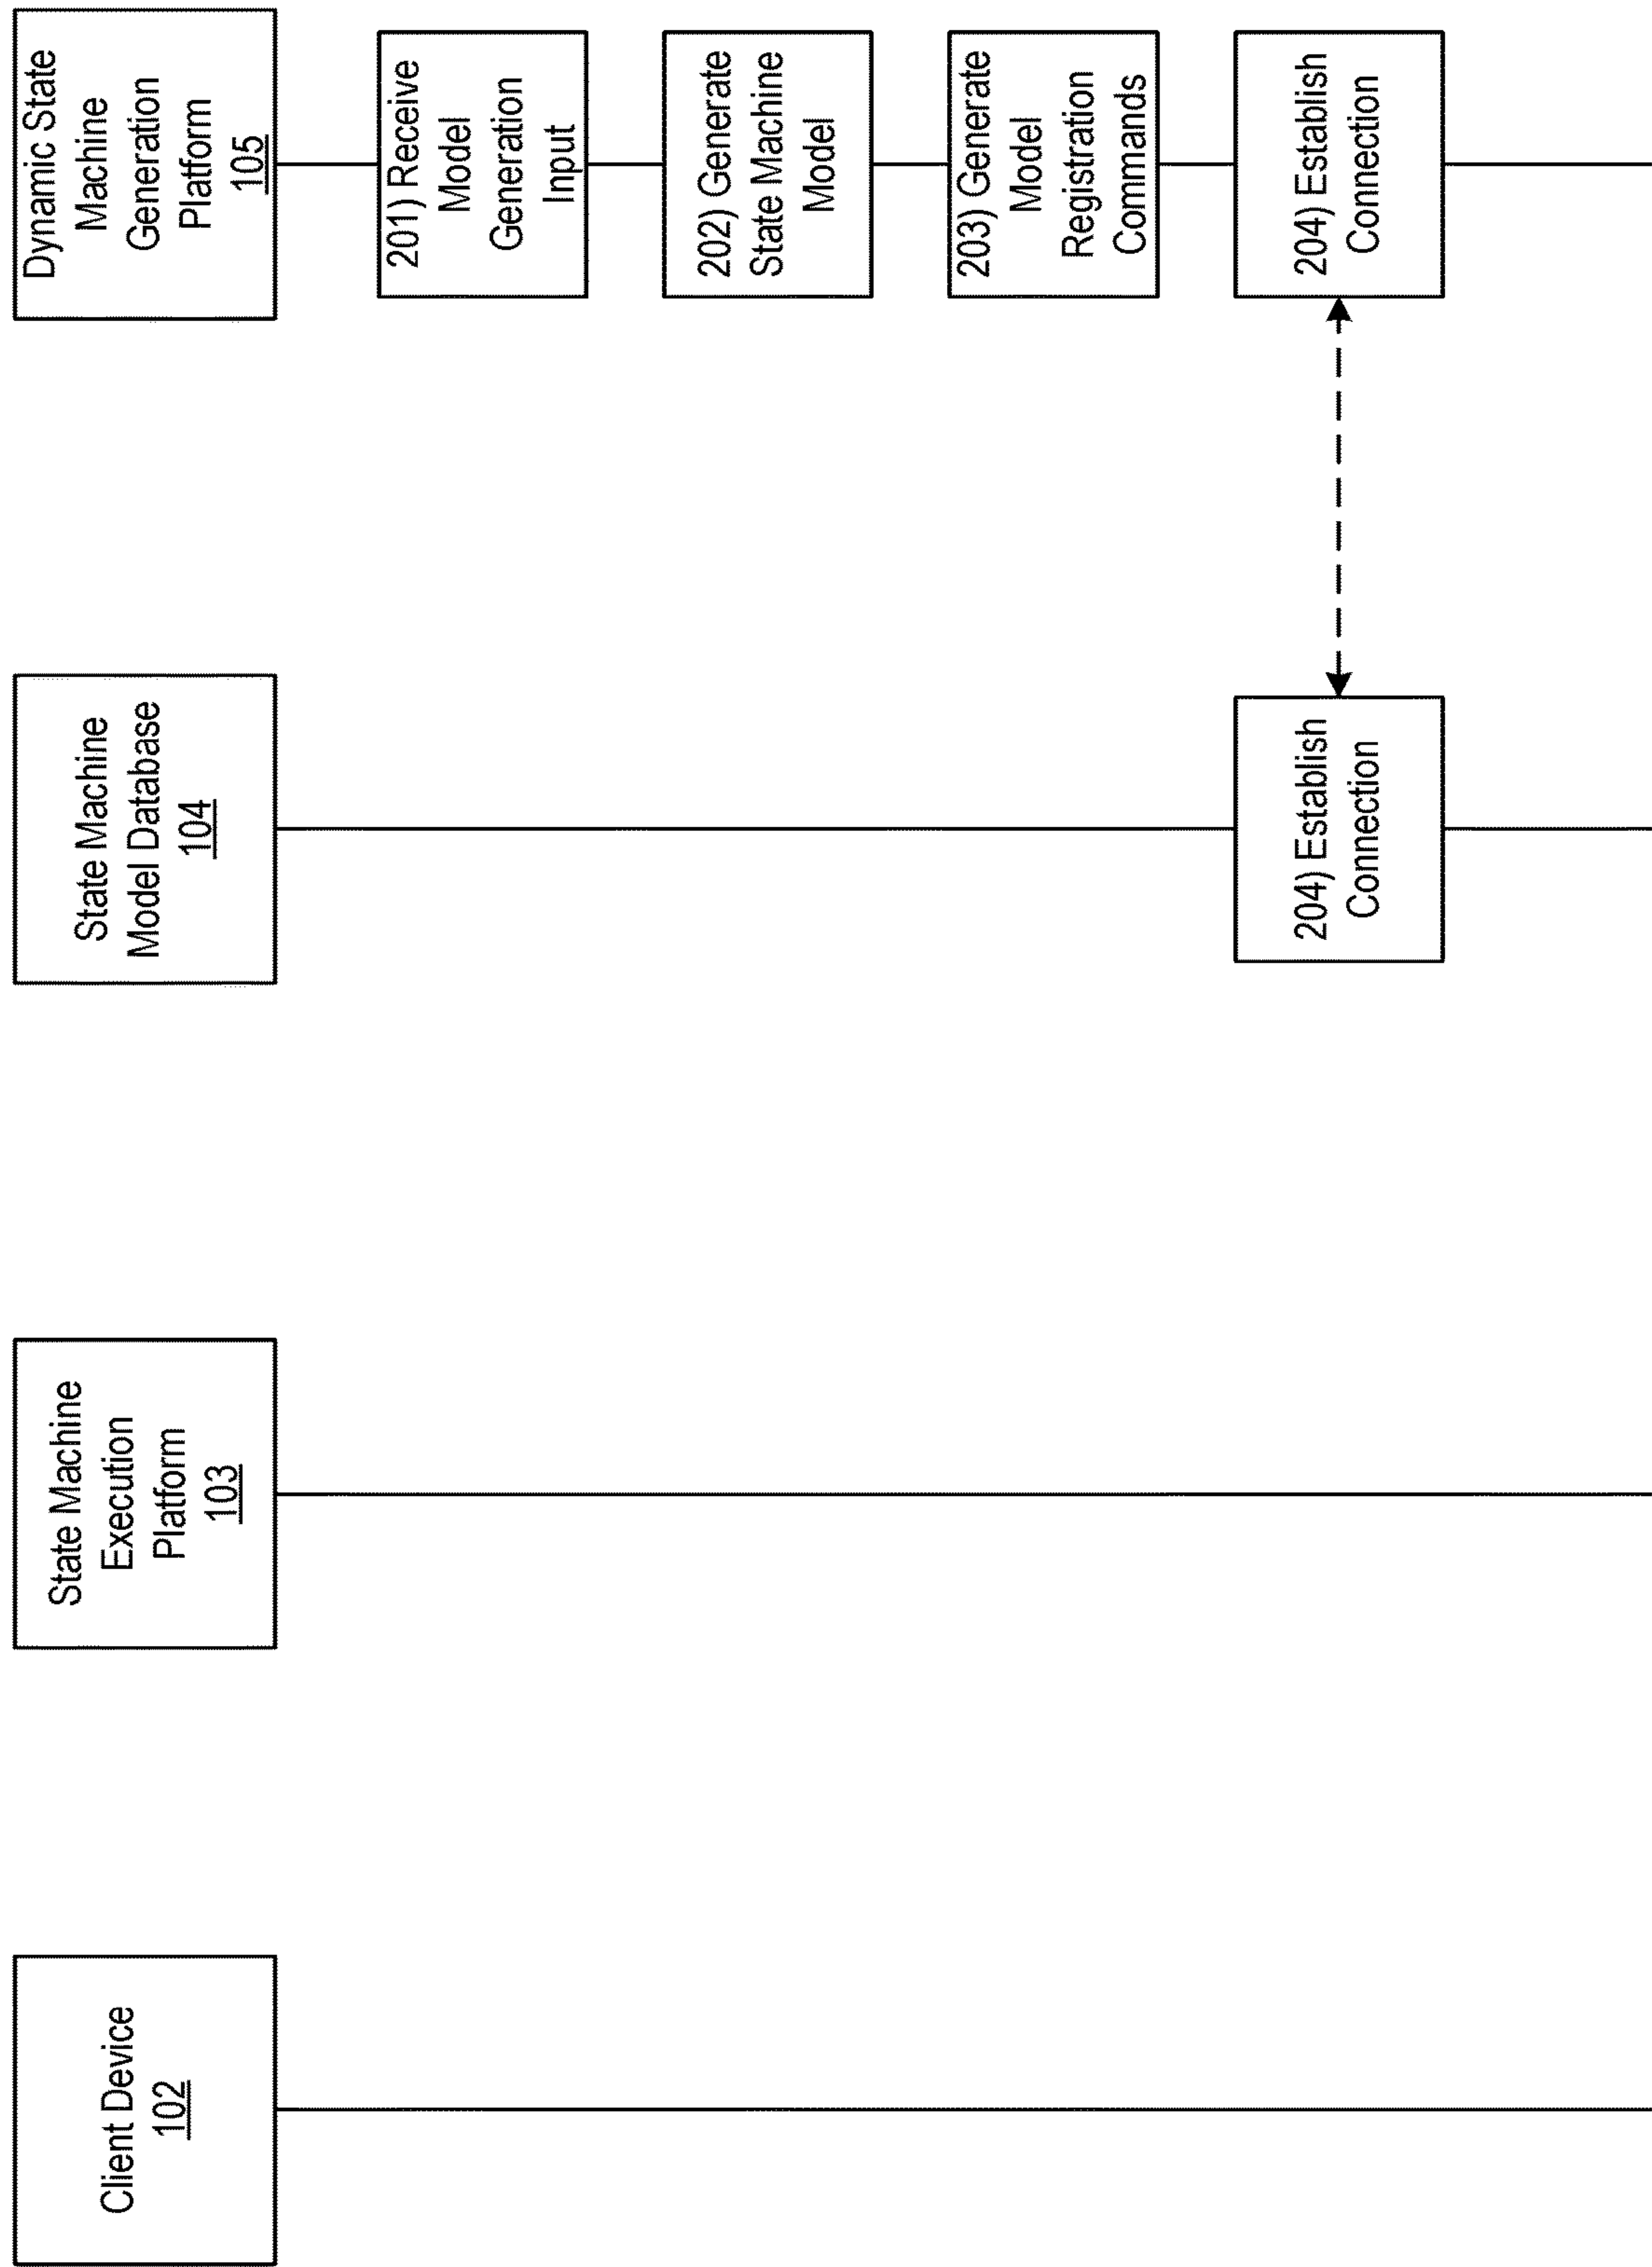 Client Device
102
State Machine
Execution
Platform
103
State Machine
Model Database
104
Dynamic State
Machine
Generation
Platform
105
201) Receive
Model
Generation
Input
202) Generate
State Machine
Model
203) Generate
Model
Registration
Commands
204) Establish
Connection
204) Establish
Connection